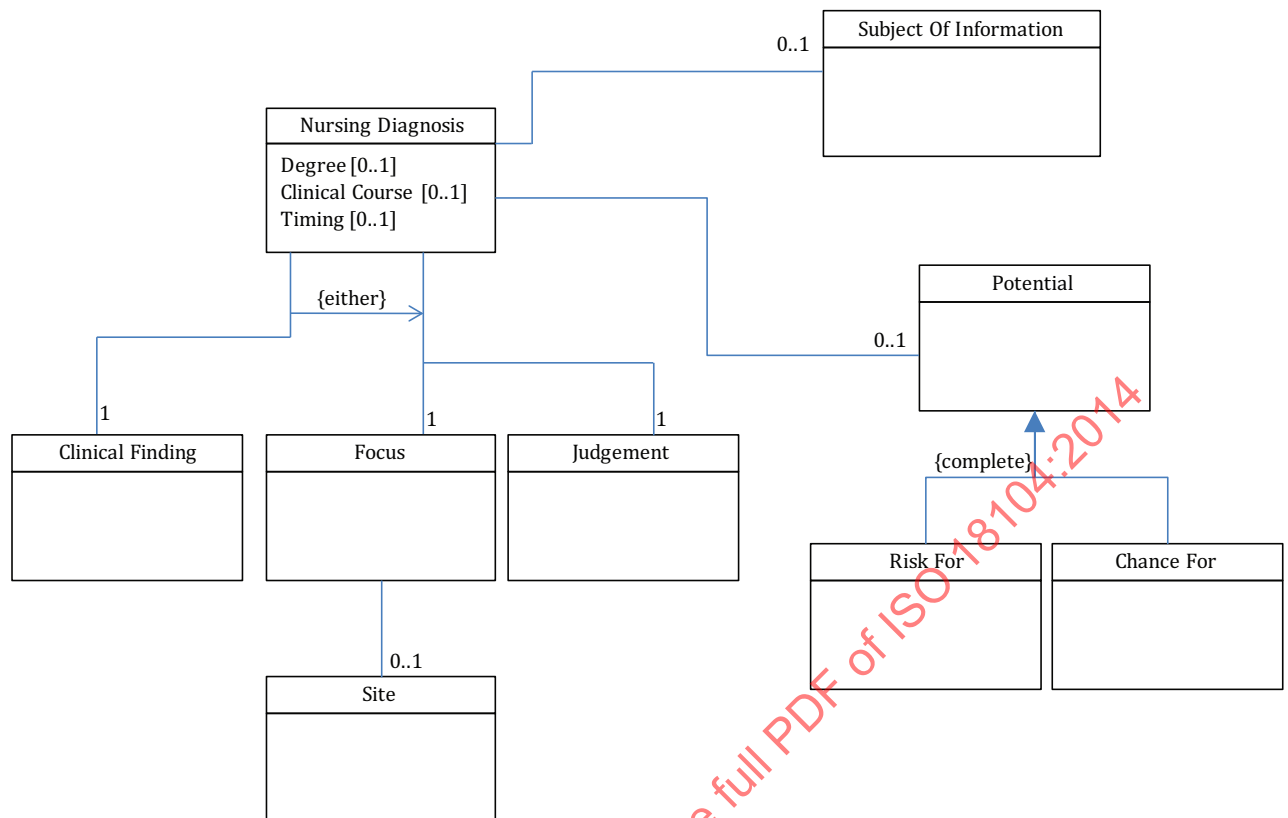 Subject Of Information
0..1
Nursing Diagnosis
Degree [0..1]
Clinical Course [0..1]
Timing [0..1]
{either}
Potential
0..1
1
1
1
Clinical Finding
Focus
Judgement
{complete}
Risk For
Chance For
0..1
Site
full PDF of ISO 18104:2014